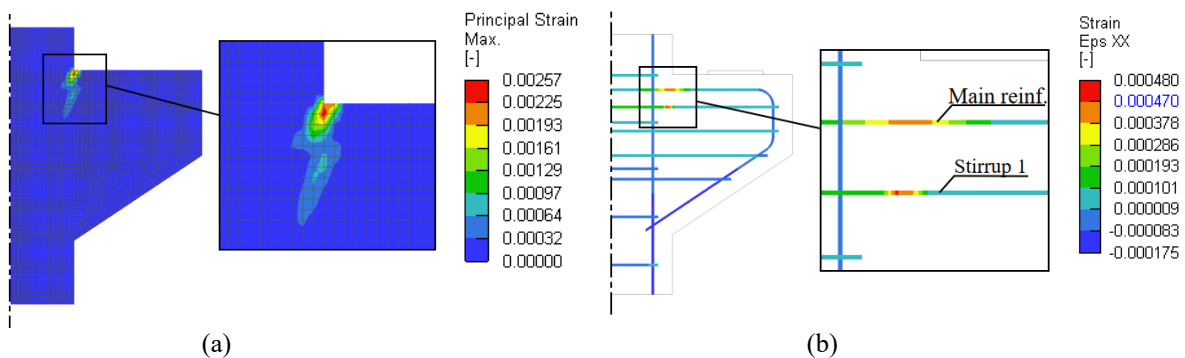 Principal Strain
Max.
[-]
0.00257
0.00225
0.00193
0.00161
0.00129
0.00097
0.00064
0.00032
0.00000
(a)
Strain
Eps XX
[-]
0.000480
0.000470
0.000378
0.000286
0.000193
0.000101
0.000009
-0.000083
-0.000175
Main reinf.
Stirrup 1
(b)